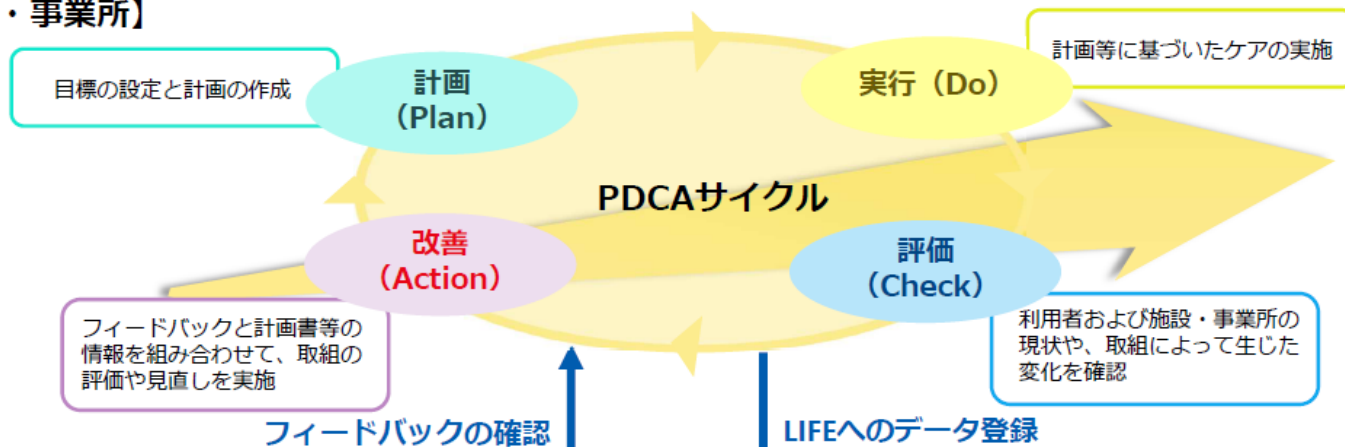 ・事業所】
目標の設定と計画の作成
計画
（Plan）
実行（Do）
計画等に基づいたケアの実施
PDCAサイクル
改善
（Action）
評価
（Check）
フィードバックと計画書等の
情報を組み合わせて、取組の
評価や見直しを実施
利用者および施設・事業所の
現状や、取組によって生じた
変化を確認
フィードバックの確認
LIFEへのデータ登録